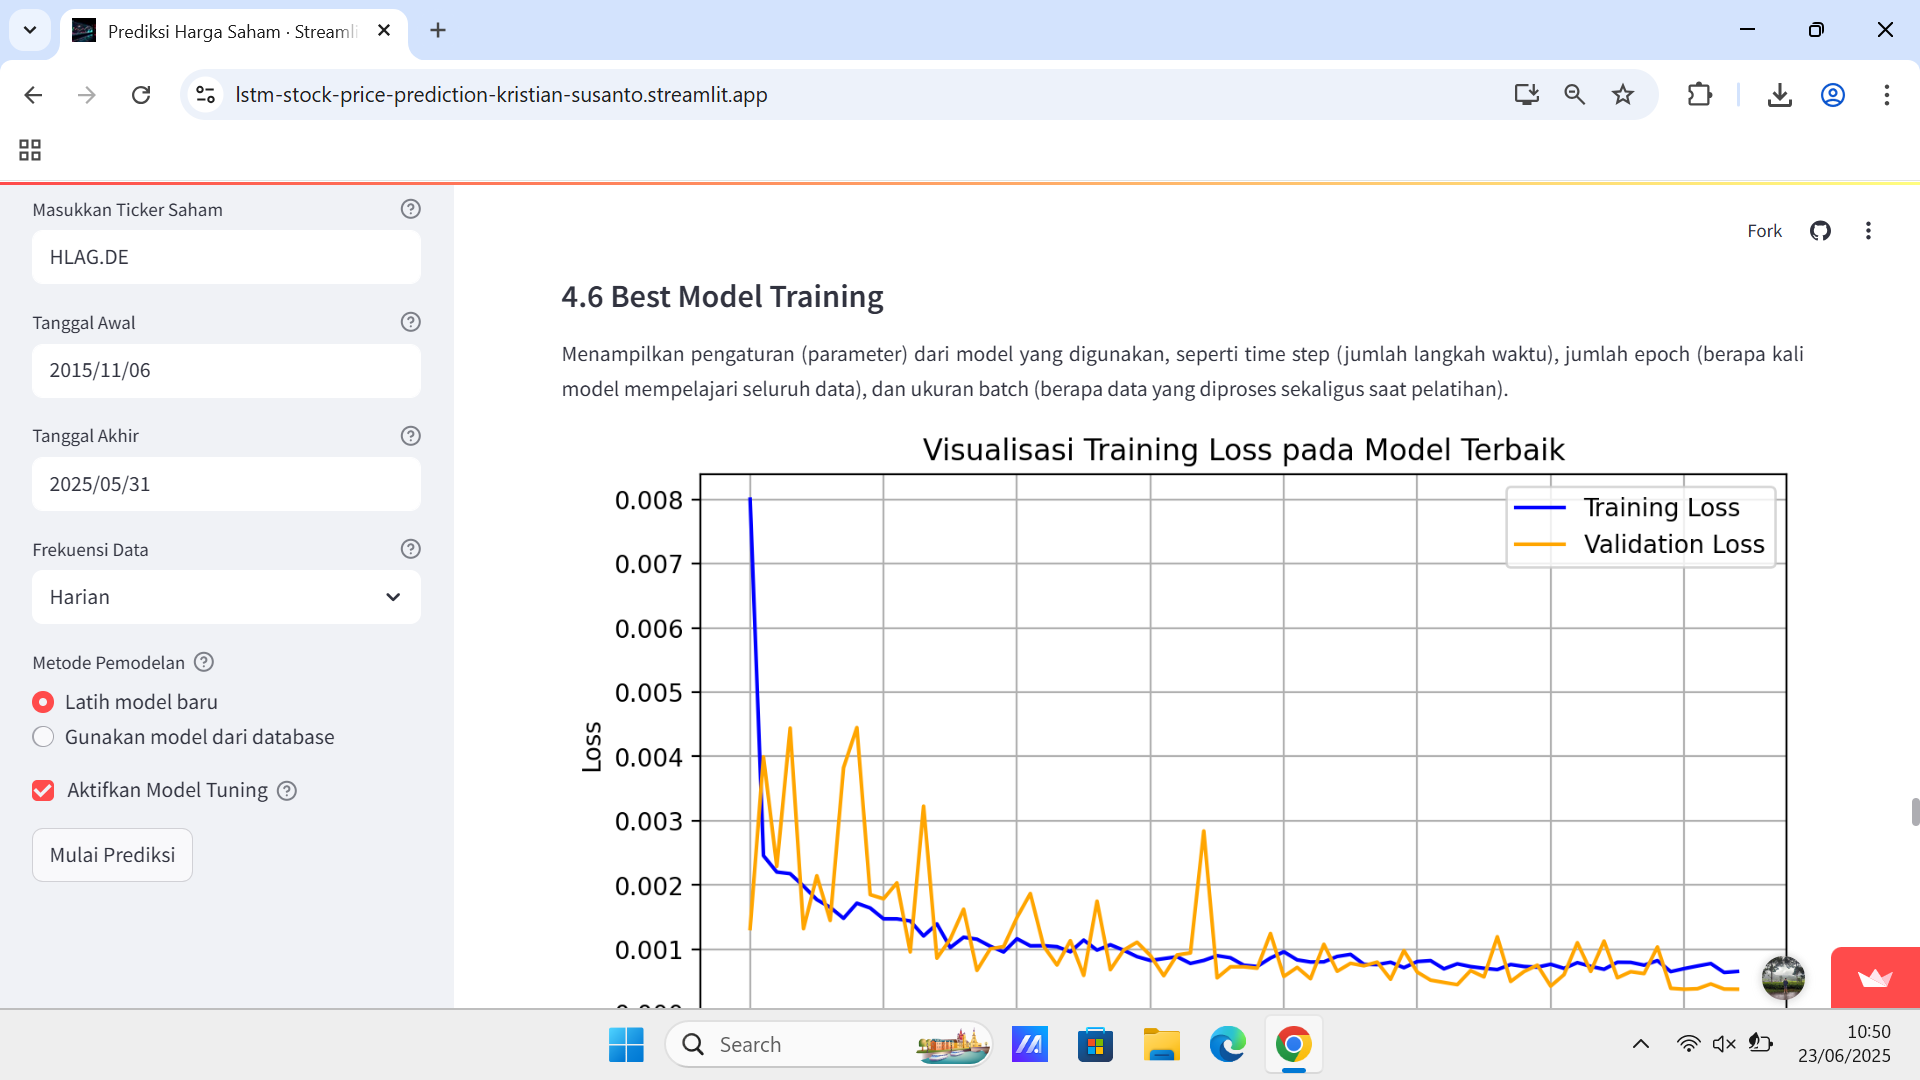 Prediksi Harga Saham · Streamli
lstm-stock-price-prediction-kristian-susanto.streamlit.app
Masukkan Ticker Saham
HLAG.DE
Tanggal Awal
2015/11/06
Tanggal Akhir
2025/05/31
Frekuensi Data
Harian
Metode Pemodelan
Latih model baru
Gunakan model dari database
Aktifkan Model Tuning
Mulai Prediksi
Fork
4.6 Best Model Training
Menampilkan pengaturan (parameter) dari model yang digunakan, seperti time step (jumlah langkah waktu), jumlah epoch (berapa kali
model mempelajari seluruh data), dan ukuran batch (berapa data yang diproses sekaligus saat pelatihan).
Visualisasi Training Loss pada Model Terbaik
Training Loss
Validation Loss
Loss
0.008
0.007
0.006
0.005
0.004
0.003
0.002
0.001
Search
10:50
23/06/2025